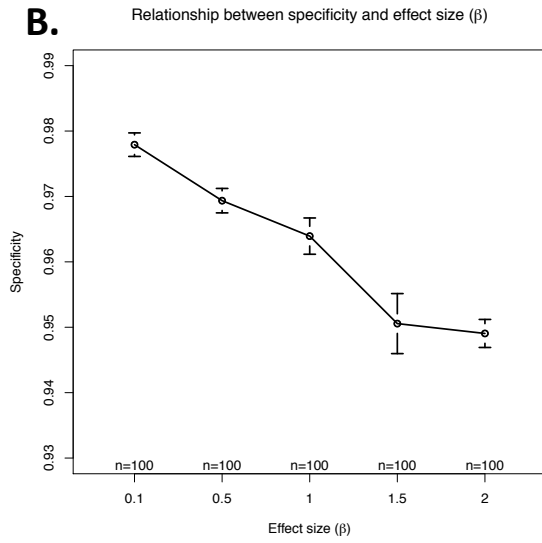 B.
Relationship between specificity and effect size (β)
0.99
0.98
0.97
0.96
0.95
0.94
0.93
Specificity
n=100 n=100 n=100 n=100 n=100
0.1 0.5 1 1.5 2
Effect size (β)